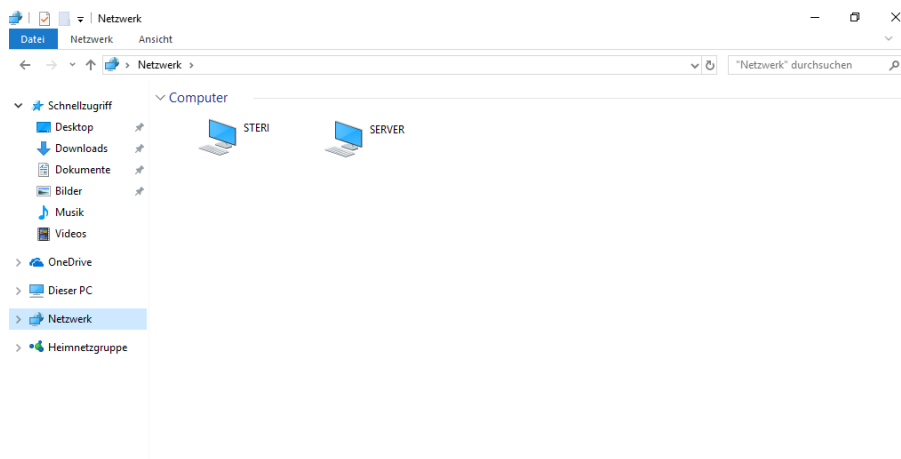 Netzwerk
Datei Netzwerk Ansicht
Netzwerk "Netzwerk" durchsuchen
Schnellzugriff
Desktop
Downloads
Dokumente
Bilder
Musik
Videos
OneDrive
Dieser PC
Netzwerk
Heimnetzgruppe
Computer
STERI SERVER